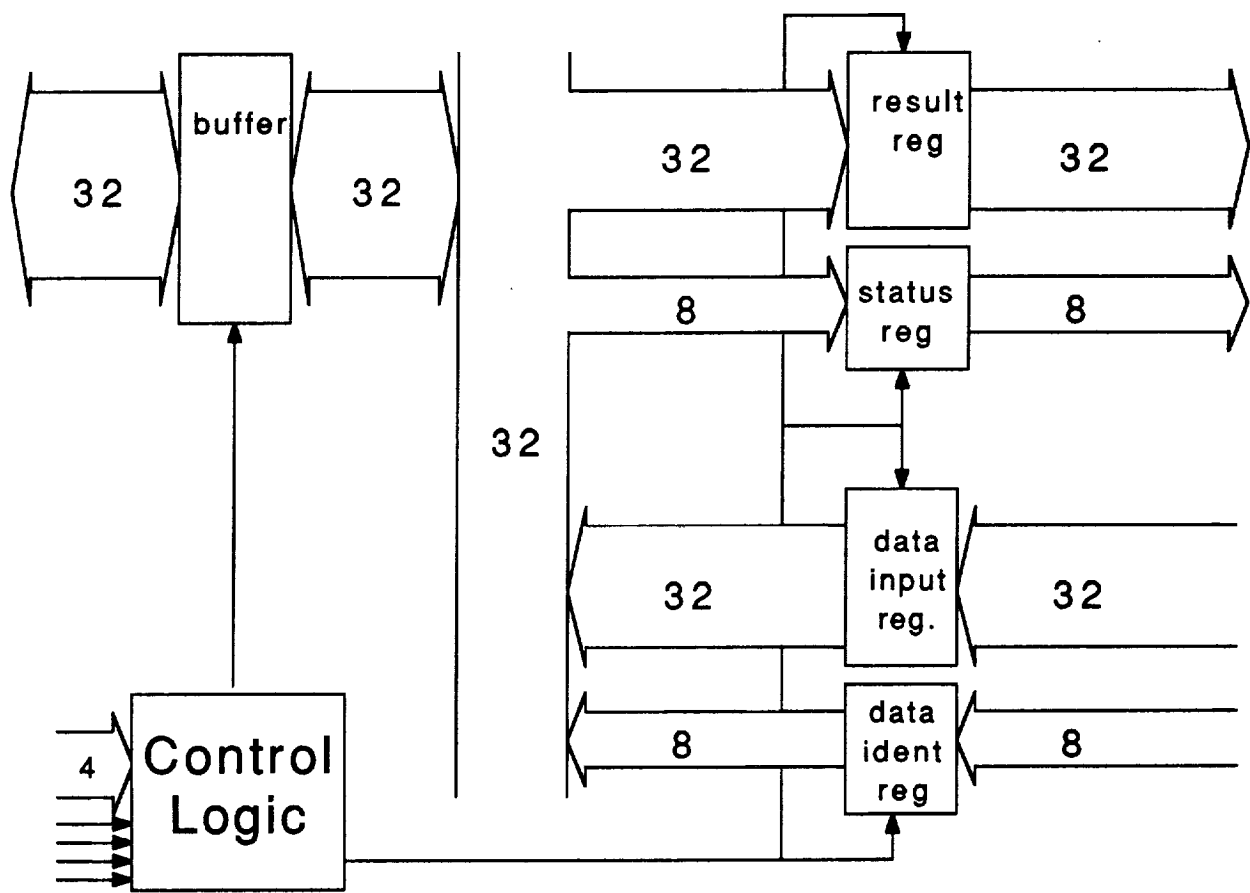 buffer
32
32
32
result
reg
32
8
status
reg
8
32
32
data
input
reg.
32
8
data
ident
reg
8
4
Control
Logic